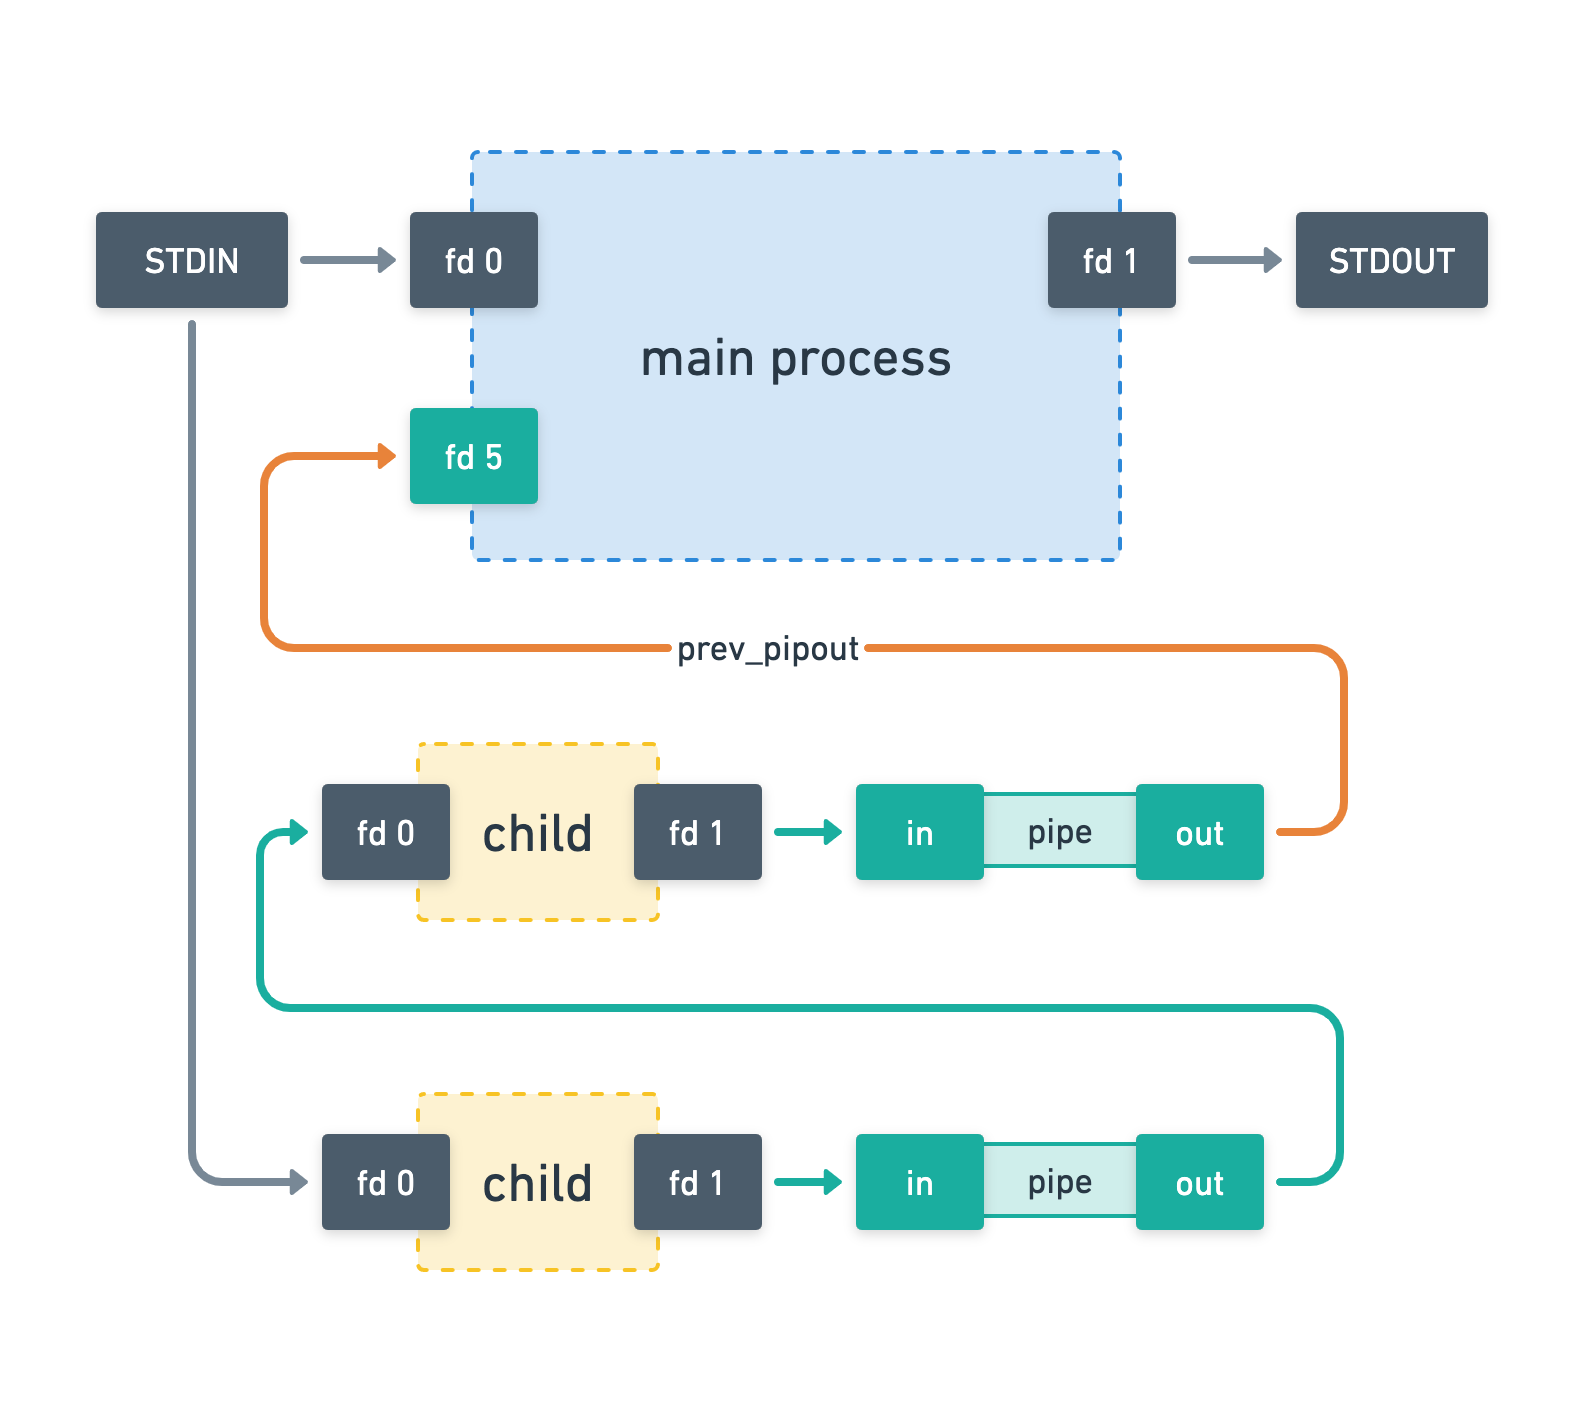 STDIN
fd 0
fd 1
STDOUT
main process
fd 5
prev_pipout
fd 0
child
fd 1
in
pipe
out
fd 0
child
fd 1
in
pipe
out